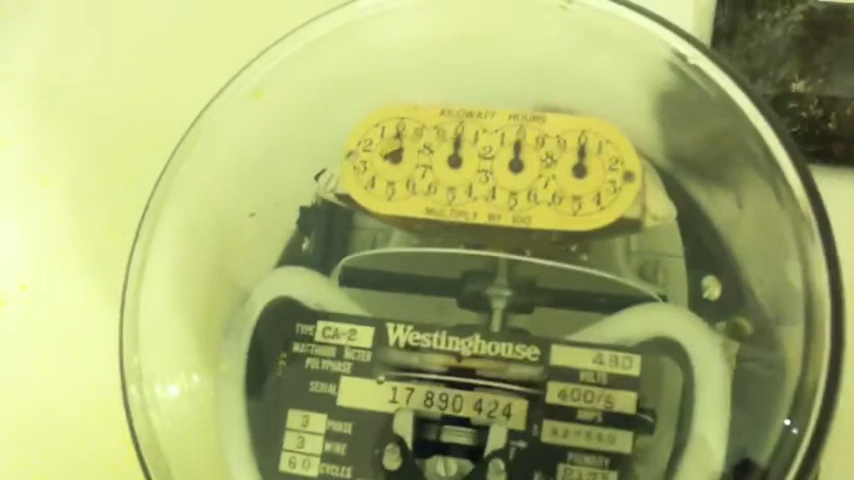 KILOWATT HOURS
MULTIPLY BY 100
TYPE CA-2
WATTHOUR METER
POLYPHASE
Westinghouse
480
VOLTS
SERIAL 17 890 424
400/5
AMPS
3 PHASE
3 WIRE
60 CYCLES
PRIMARY